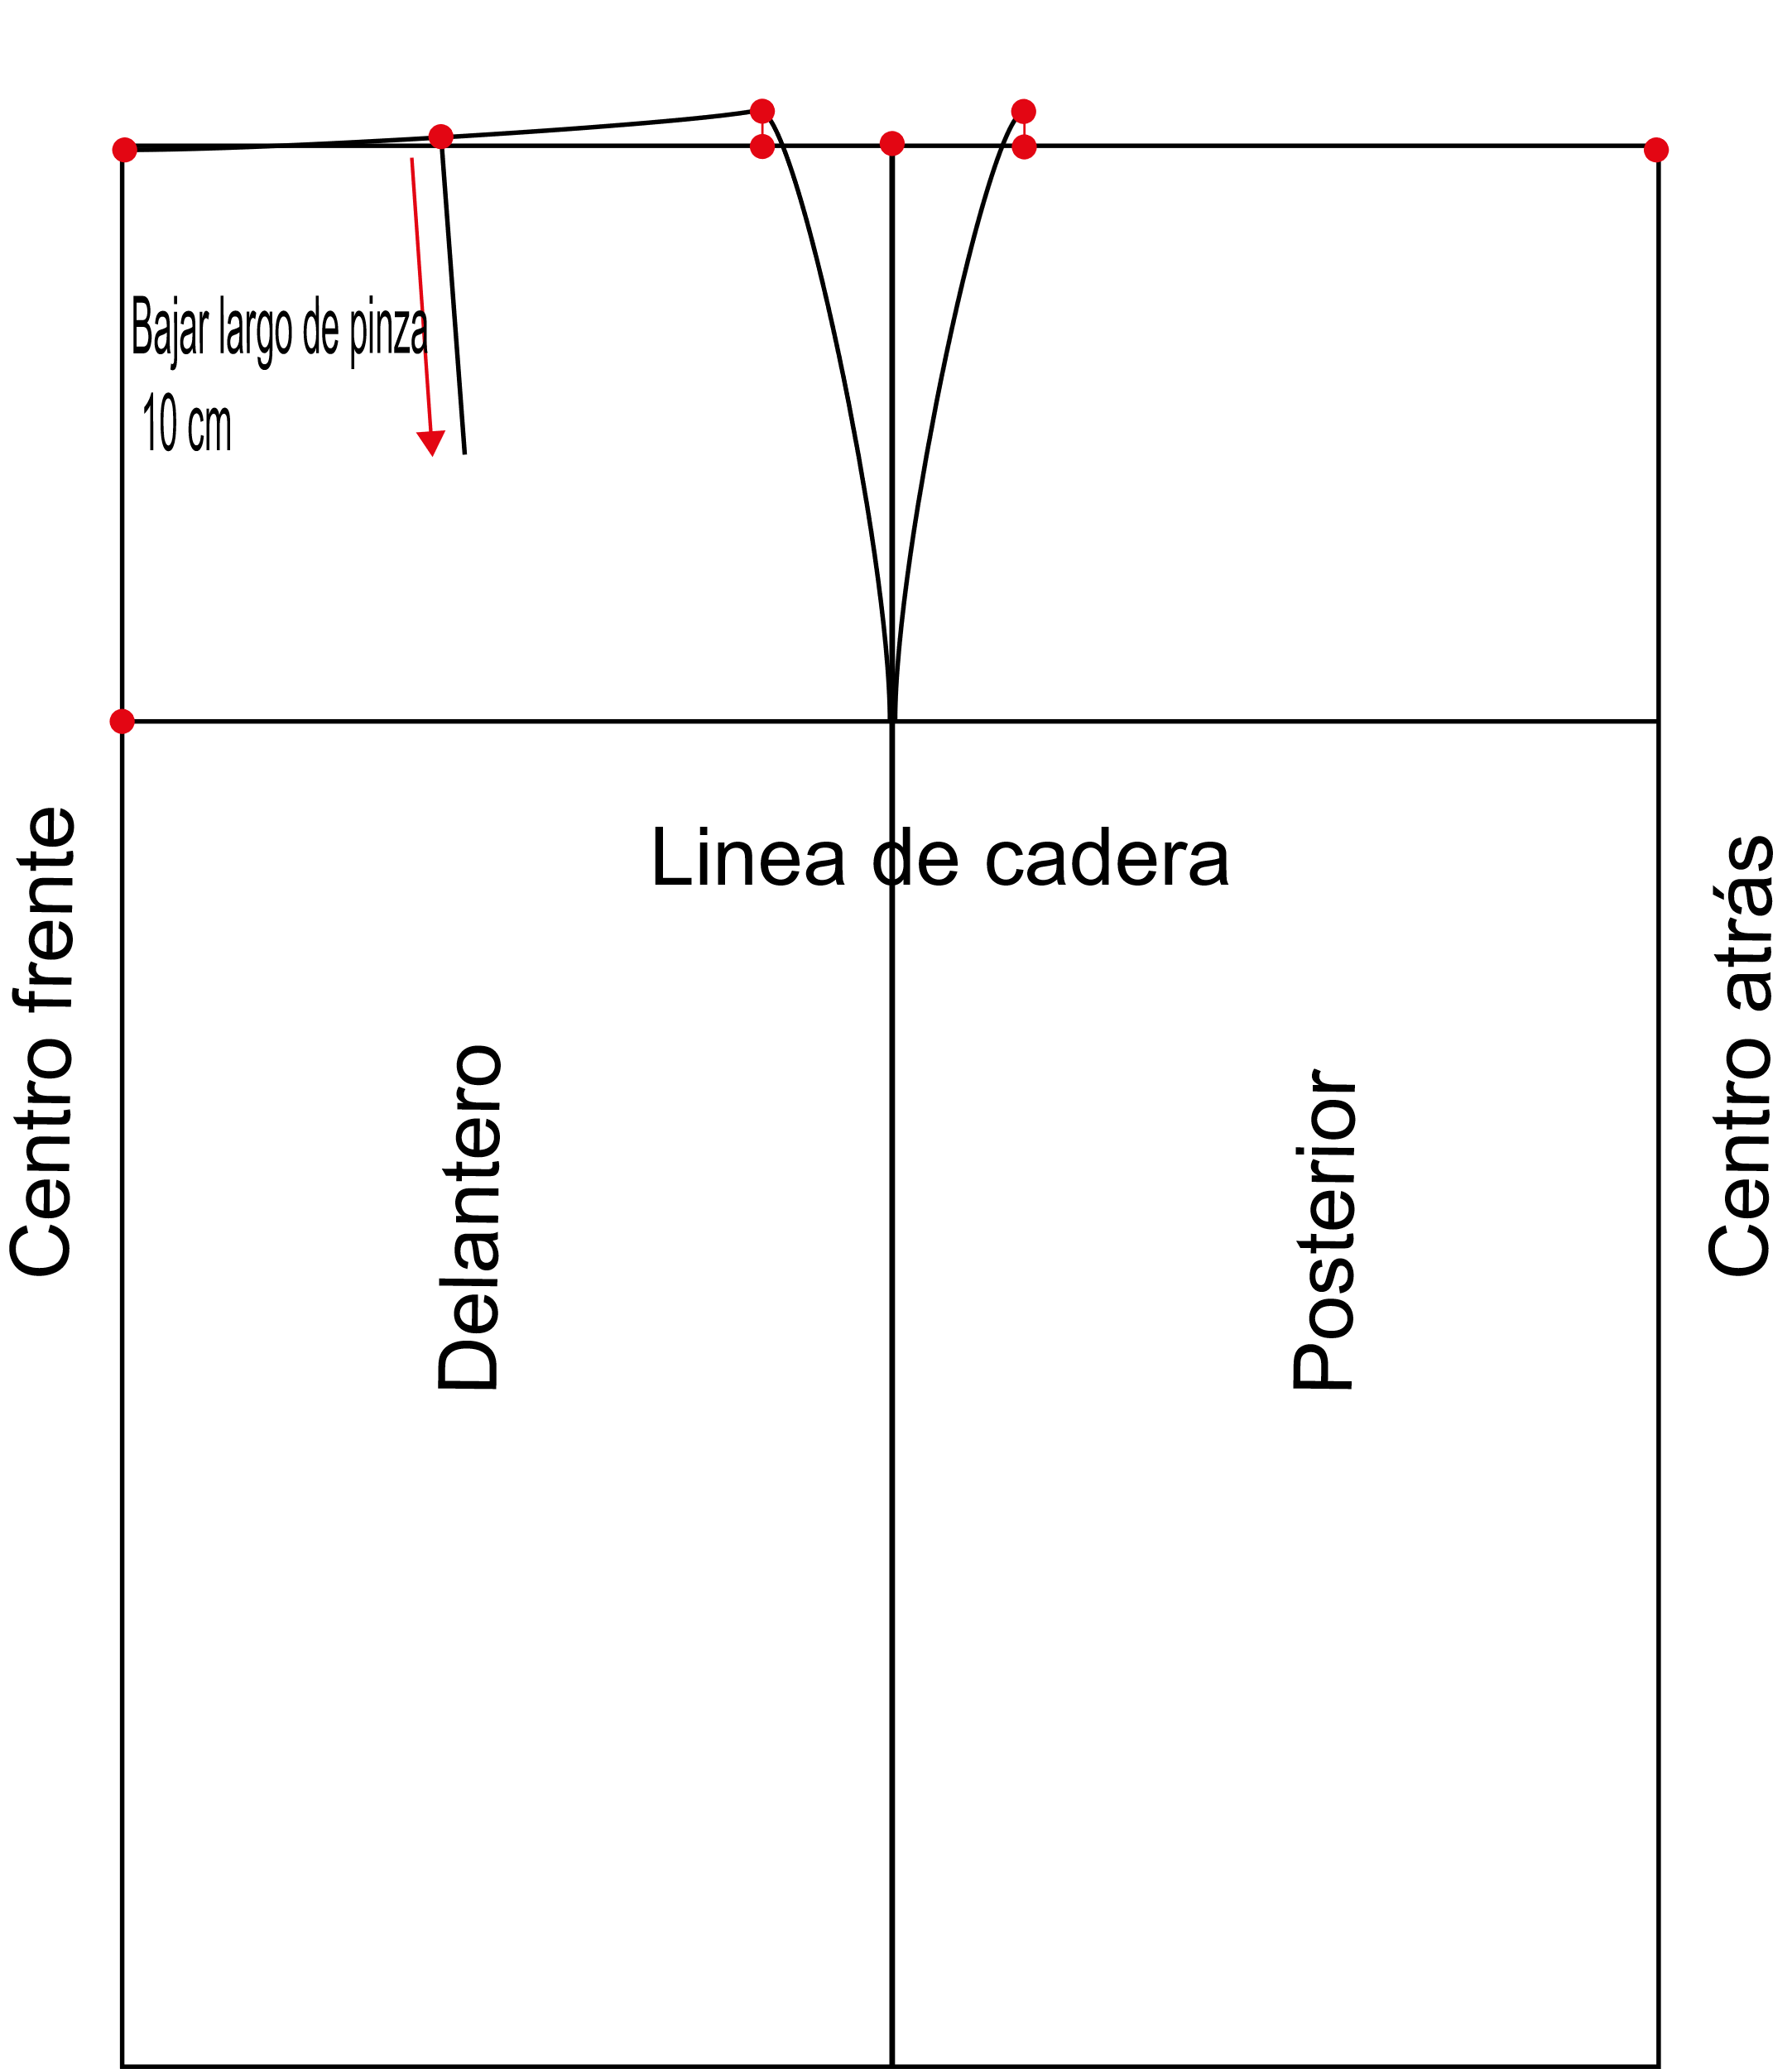 Bajar largo de pinza
10 cm
Linea de cadera
Centro frente
Delantero
Posterior
Centro atrás